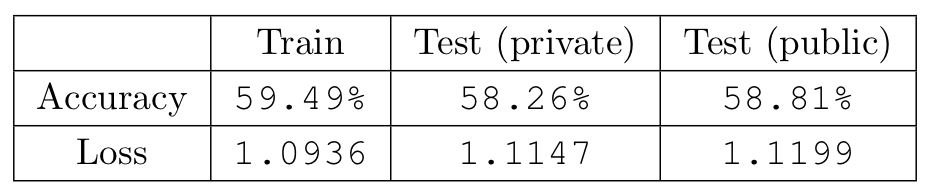 Train Test (private) Test (public)
Accuracy 59.49% 58.26% 58.81%
Loss 1.0936 1.1147 1.1199